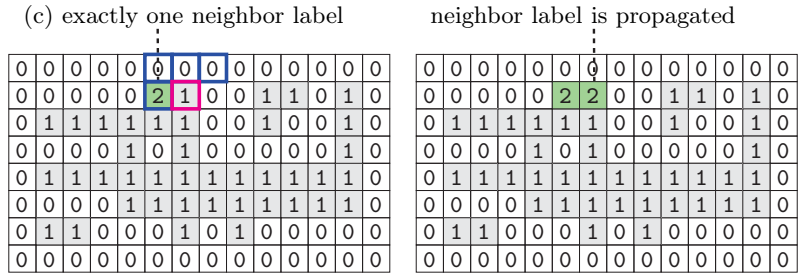 (c) exactly one neighbor label
0 0 0 0 0 0 0 0 0 0 0 0 0 0
0 0 0 0 0 2 1 0 0 1 1 0 1 0
0 1 1 1 1 1 1 0 0 1 0 0 1 0
0 0 0 0 1 0 1 0 0 0 0 0 1 0
0 1 1 1 1 1 1 1 1 1 1 1 1 0
0 0 0 0 1 1 1 1 1 1 1 1 1 0
0 1 1 0 0 0 1 0 1 0 0 0 0 0
0 0 0 0 0 0 0 0 0 0 0 0 0 0
neighbor label is propagated
0 0 0 0 0 0 0 0 0 0 0 0 0 0
0 0 0 0 0 2 2 0 0 1 1 0 1 0
0 1 1 1 1 1 1 0 0 1 0 0 1 0
0 0 0 0 1 0 1 0 0 0 0 0 1 0
0 1 1 1 1 1 1 1 1 1 1 1 1 0
0 0 0 0 1 1 1 1 1 1 1 1 1 0
0 1 1 0 0 0 1 0 1 0 0 0 0 0
0 0 0 0 0 0 0 0 0 0 0 0 0 0